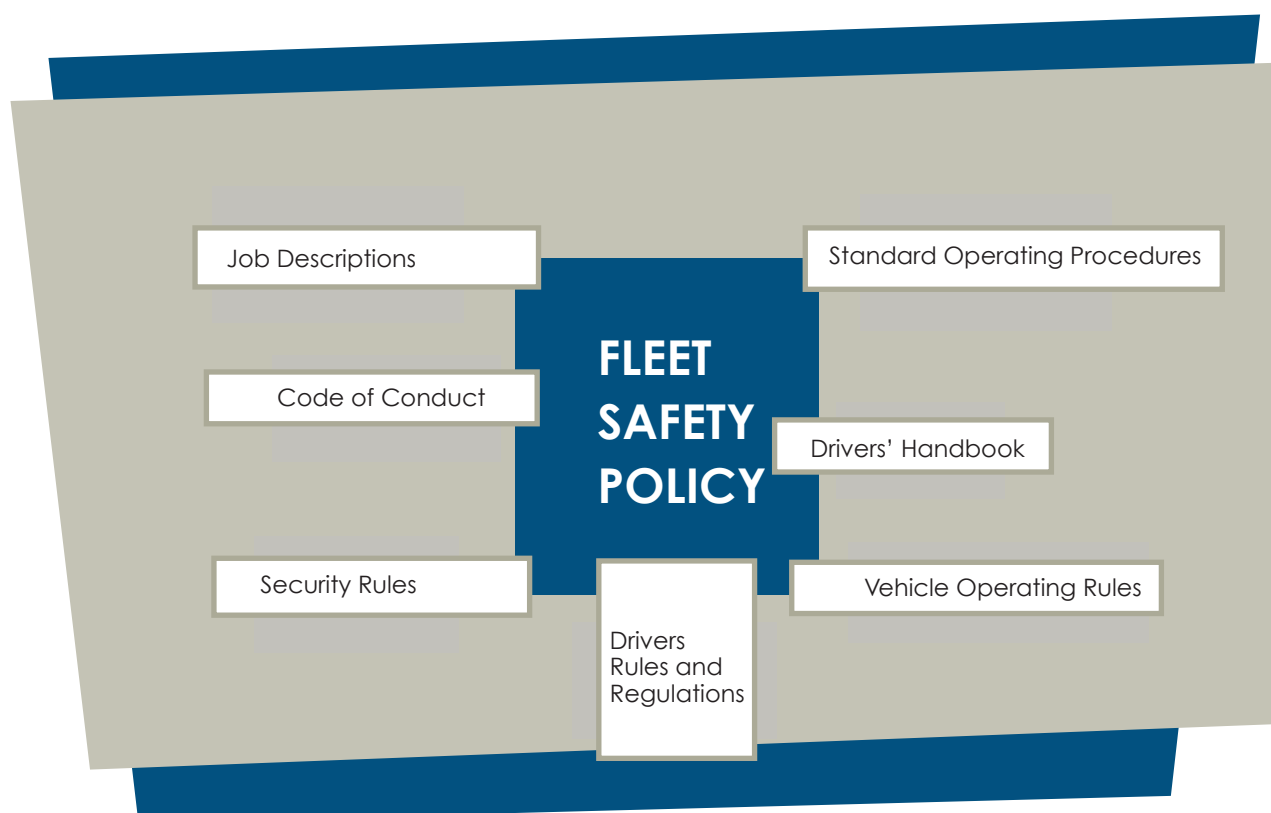 Job Descriptions
Standard Operating Procedures
FLEET
SAFETY
POLICY
Code of Conduct
Drivers’ Handbook
Security Rules
Vehicle Operating Rules
Drivers
Rules and
Regulations